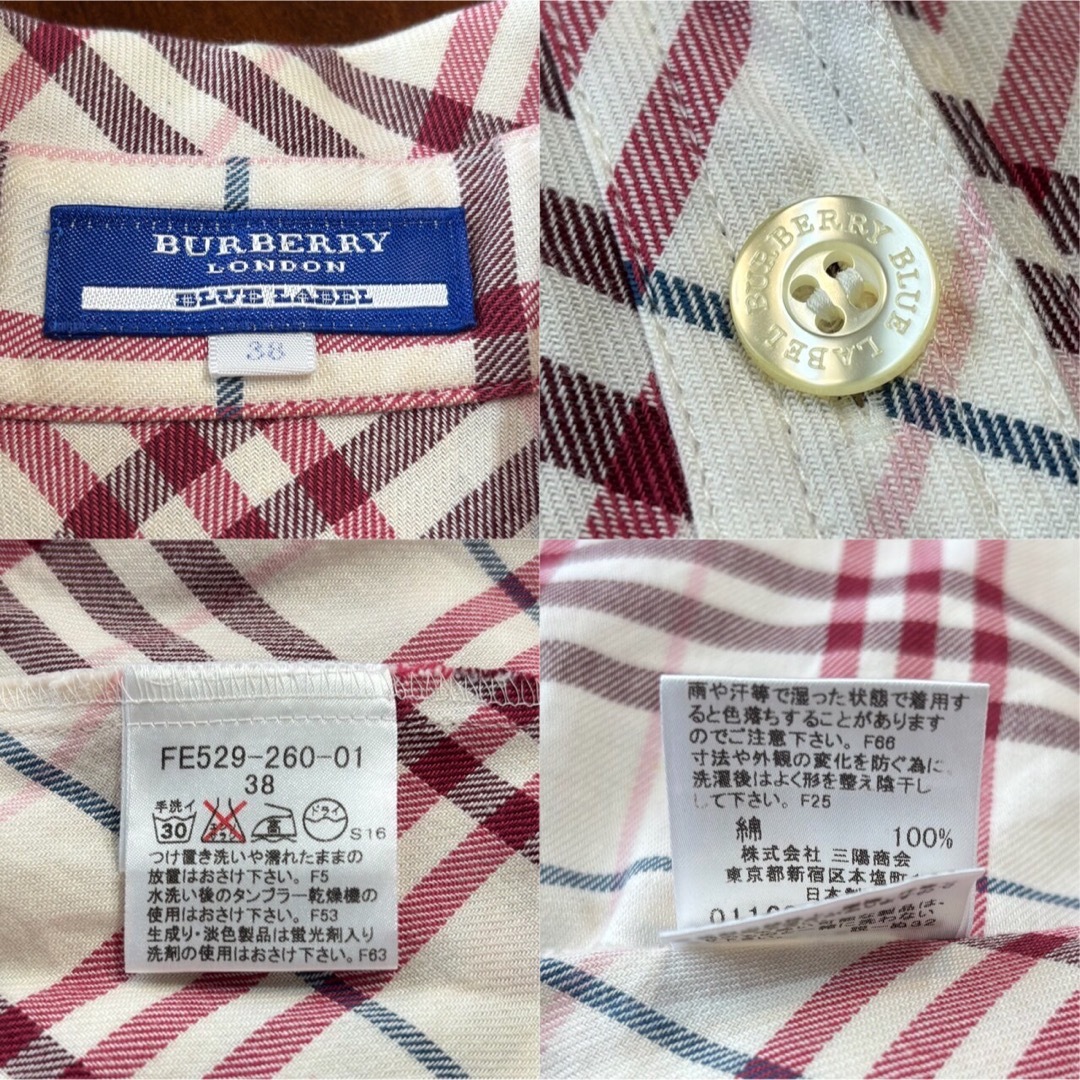 BURBERRY
LONDON
BLUE LABEL
38
BURBERRY BLUE LABEL
FE529-260-01
38
手洗イ
30
高
ドライ
S16
つけ置き洗いや濡れたままの
放置はおさけ下さい。F5
水洗い後のタンブラー乾燥機の
使用はおさけ下さい。F53
生成り・淡色製品は蛍光剤入り
洗剤の使用はおさけ下さい。F63
雨や汗等で湿った状態で着用す
ると色落ちすることがあります
のでご注意下さい。F66
寸法や外観の変化を防ぐ為に、
洗濯後はよく形を整え陰干し
して下さい。F25
綿 100%
株式会社 三陽商会
東京都新宿区本塩町
日本製